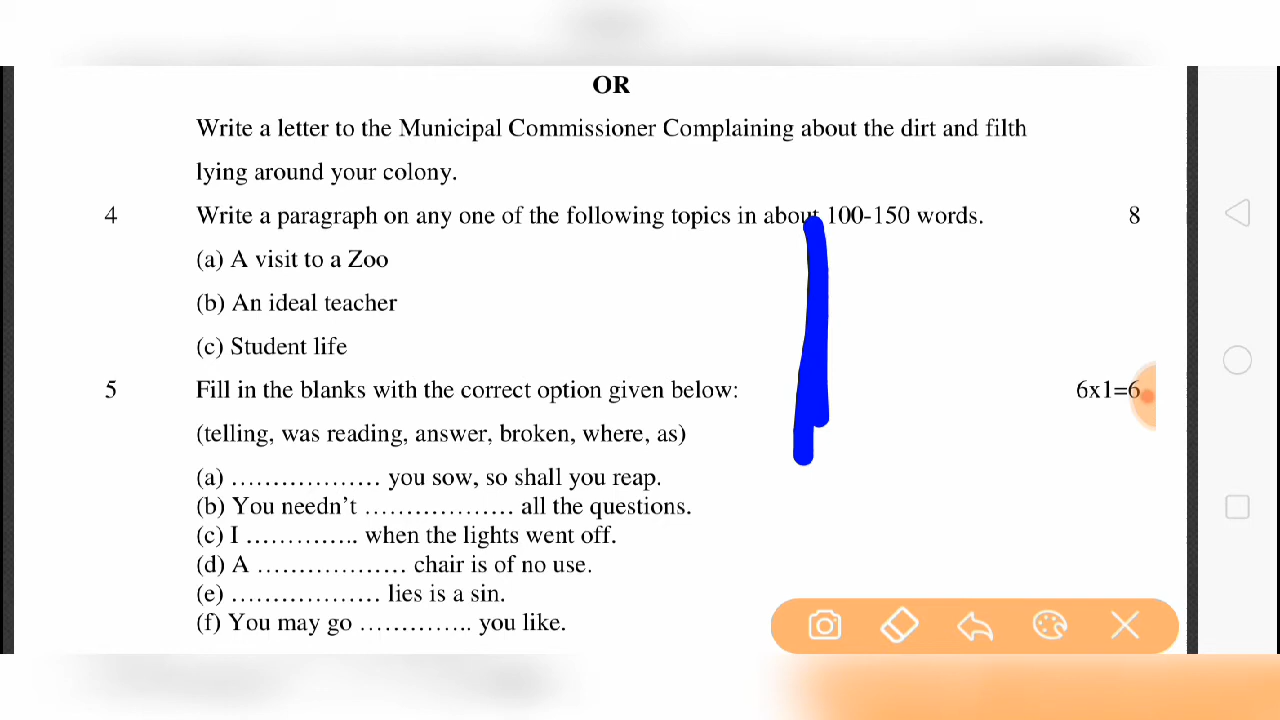 OR
Write a letter to the Municipal Commissioner Complaining about the dirt and filth
lying around your colony.
4 Write a paragraph on any one of the following topics in about 100-150 words. 8
(a) A visit to a Zoo
(b) An ideal teacher
(c) Student life
5 Fill in the blanks with the correct option given below: 6x1=6
(telling, was reading, answer, broken, where, as)
(a) .................. you sow, so shall you reap.
(b) You needn’t .................. all the questions.
(c) I .............. when the lights went off.
(d) A .................. chair is of no use.
(e) .................. lies is a sin.
(f) You may go .............. you like.